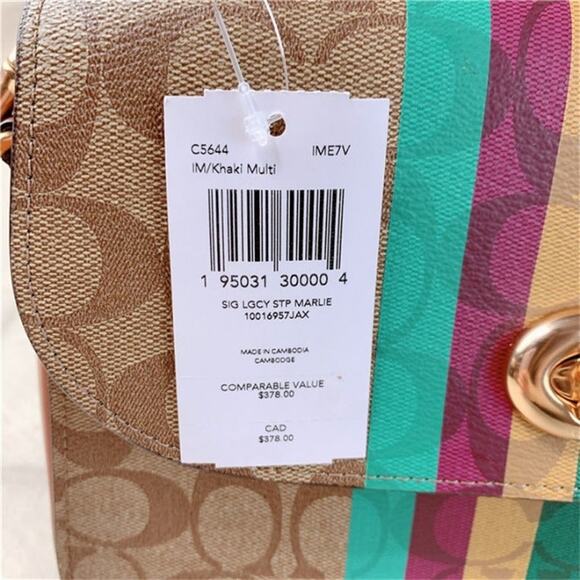 C5644 IME7V
IM/Khaki Multi
1 95031 30000 4
SIG LGCY STP MARLIE
10016957JAX
MADE IN CAMBODIA
CAMBODGE
COMPARABLE VALUE
$378.00
CAD
$378.00